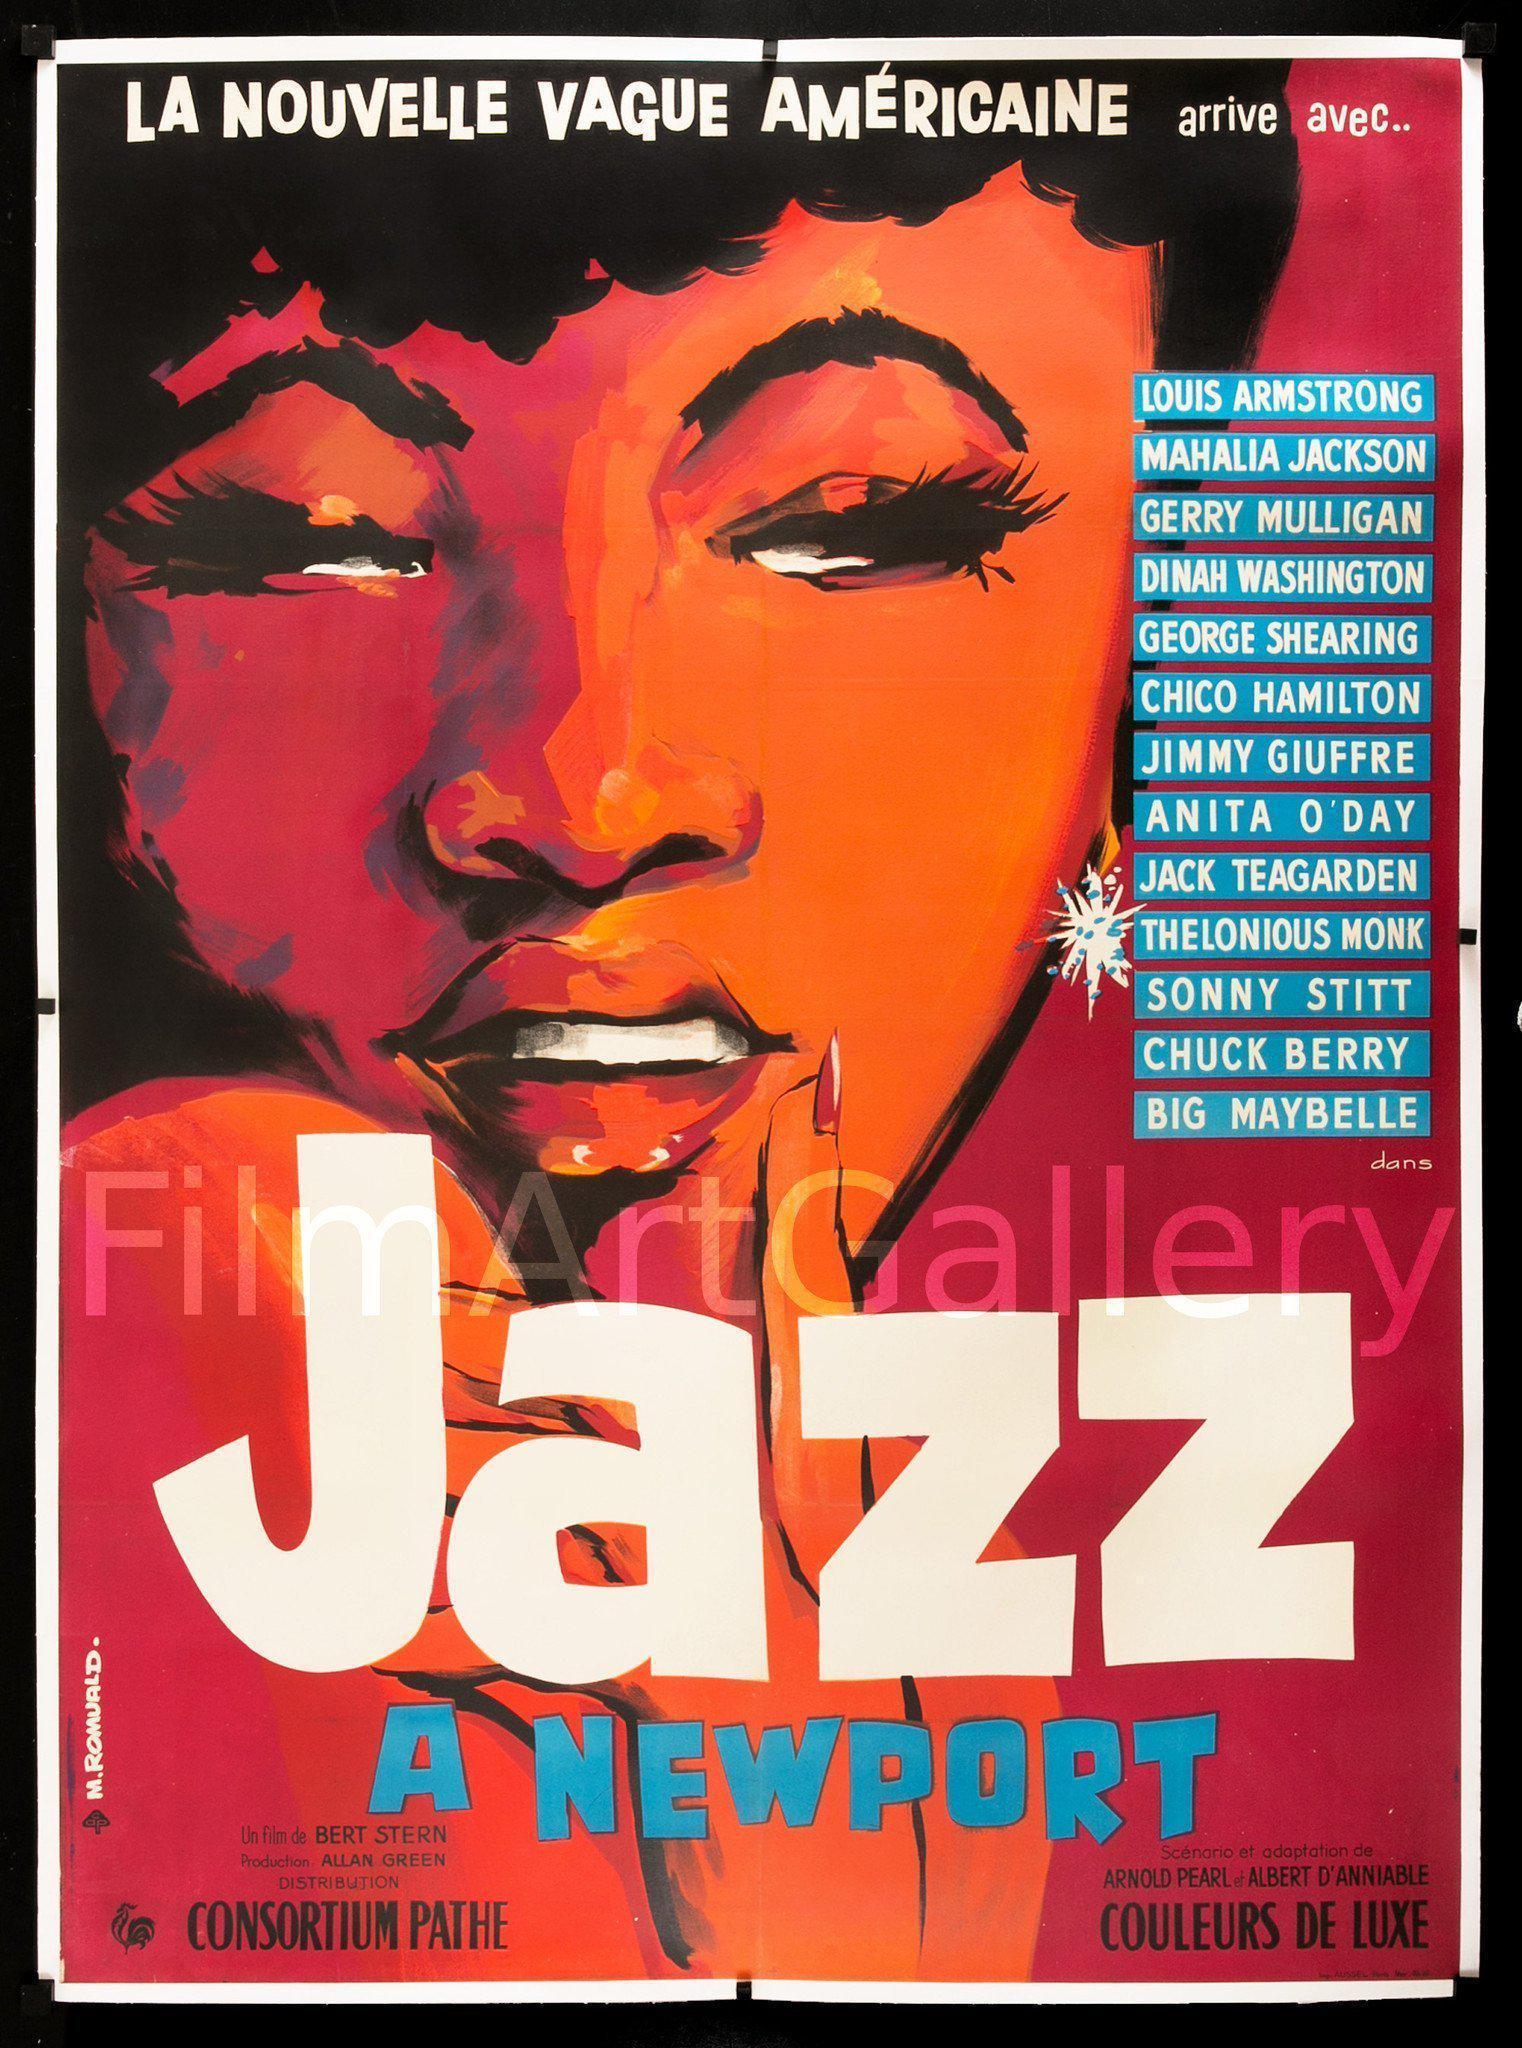 LA NOUVELLE VAGUE AMÉRICAINE arrive avec..
LOUIS ARMSTRONG
MAHALIA JACKSON
GERRY MULLIGAN
DINAH WASHINGTON
GEORGE SHEARING
CHICO HAMILTON
JIMMY GIUFFRE
ANITA O'DAY
JACK TEAGARDEN
THELONIOUS MONK
SONNY STITT
CHUCK BERRY
BIG MAYBELLE
dans
FilmArtGallery
Jazz
A NEWPORT
M. ROMUALD.
Un film de BERT STERN
Production ALLAN GREEN
DISTRIBUTION
CONSORTIUM PATHE
Scénario et adaptation de
ARNOLD PEARL et ALBERT D'ANNIABLE
COULEURS DE LUXE